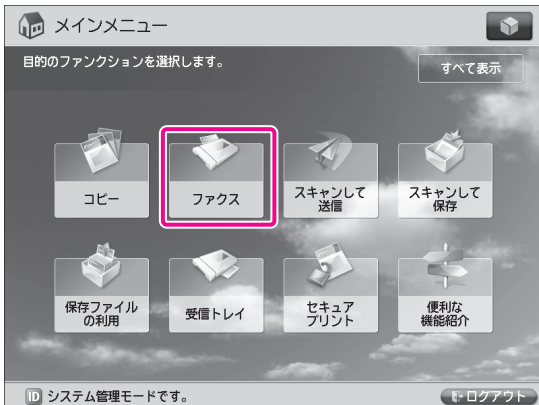 メインメニュー
目的のファンクションを選択します。
すべて表示
コピー
ファクス
スキャンして
送信
スキャンして
保存
保存ファイル
の利用
受信トレイ
セキュア
プリント
便利な
機能紹介
ID システム管理モードです。
ログアウト